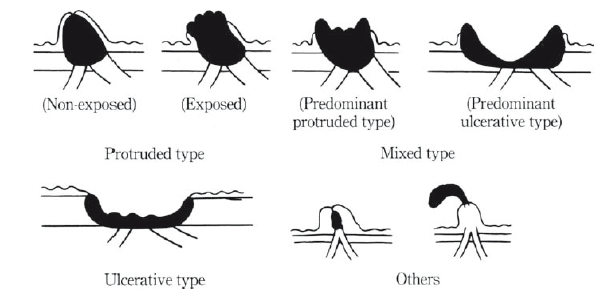 (Non-exposed)
(Exposed)
(Predominant
protruded type)
(Predominant
ulcerative type)
Protruded type
Mixed type
Ulcerative type
Others